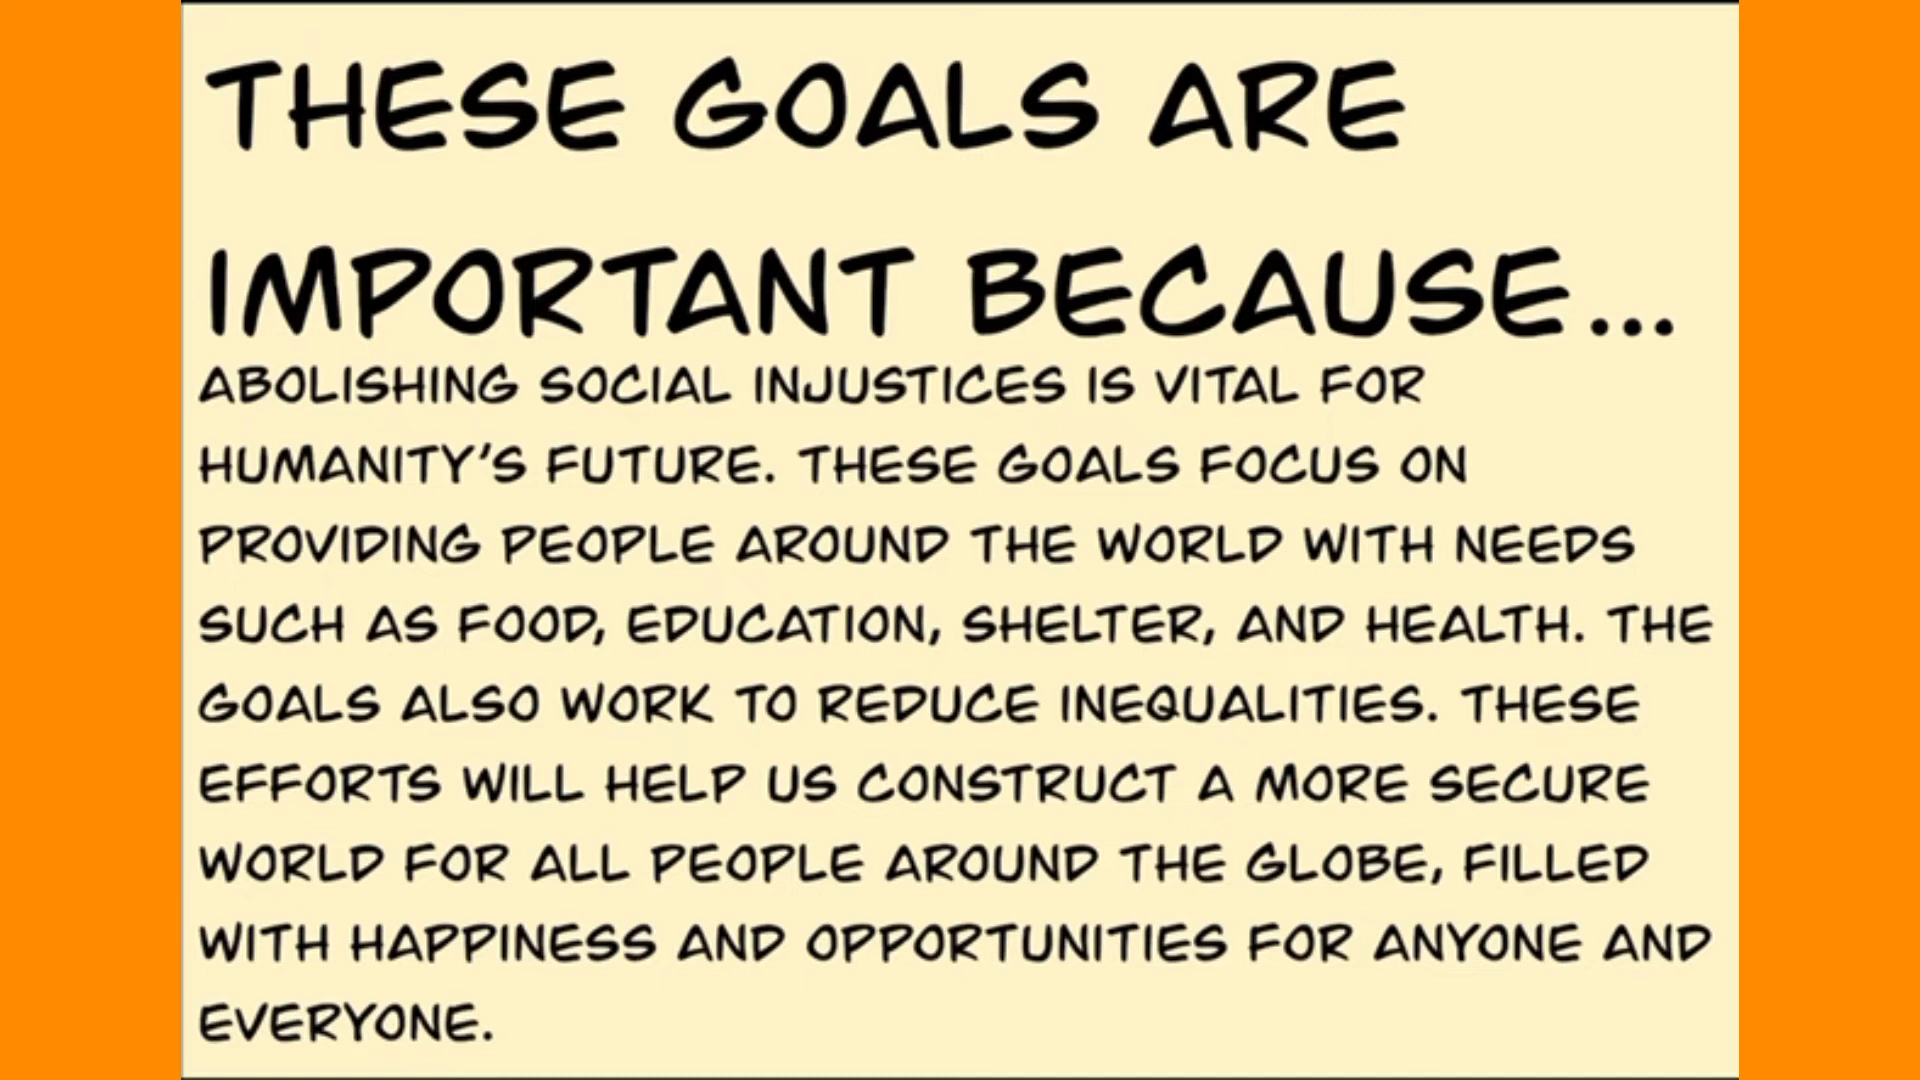 THESE GOALS ARE
IMPORTANT BECAUSE...
ABOLISHING SOCIAL INJUSTICES IS VITAL FOR
HUMANITY'S FUTURE. THESE GOALS FOCUS ON
PROVIDING PEOPLE AROUND THE WORLD WITH NEEDS
SUCH AS FOOD, EDUCATION, SHELTER, AND HEALTH. THE
GOALS ALSO WORK TO REDUCE INEQUALITIES. THESE
EFFORTS WILL HELP US CONSTRUCT A MORE SECURE
WORLD FOR ALL PEOPLE AROUND THE GLOBE, FILLED
WITH HAPPINESS AND OPPORTUNITIES FOR ANYONE AND
EVERYONE.